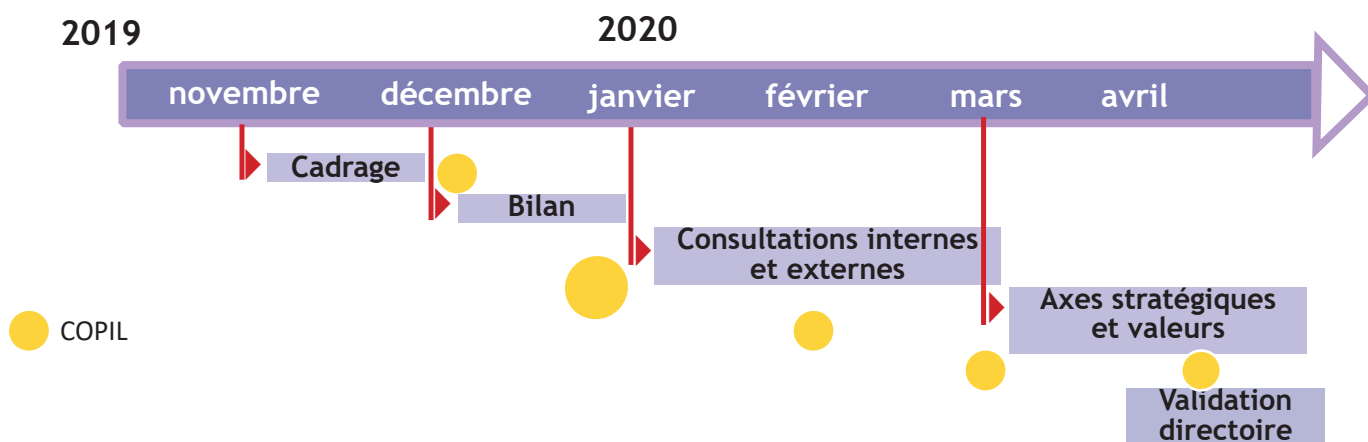 2019
2020
novembre décembre janvier février mars avril
Cadrage
Bilan
Consultations internes
et externes
Axes stratégiques
et valeurs
COPIL
Validation
directoire